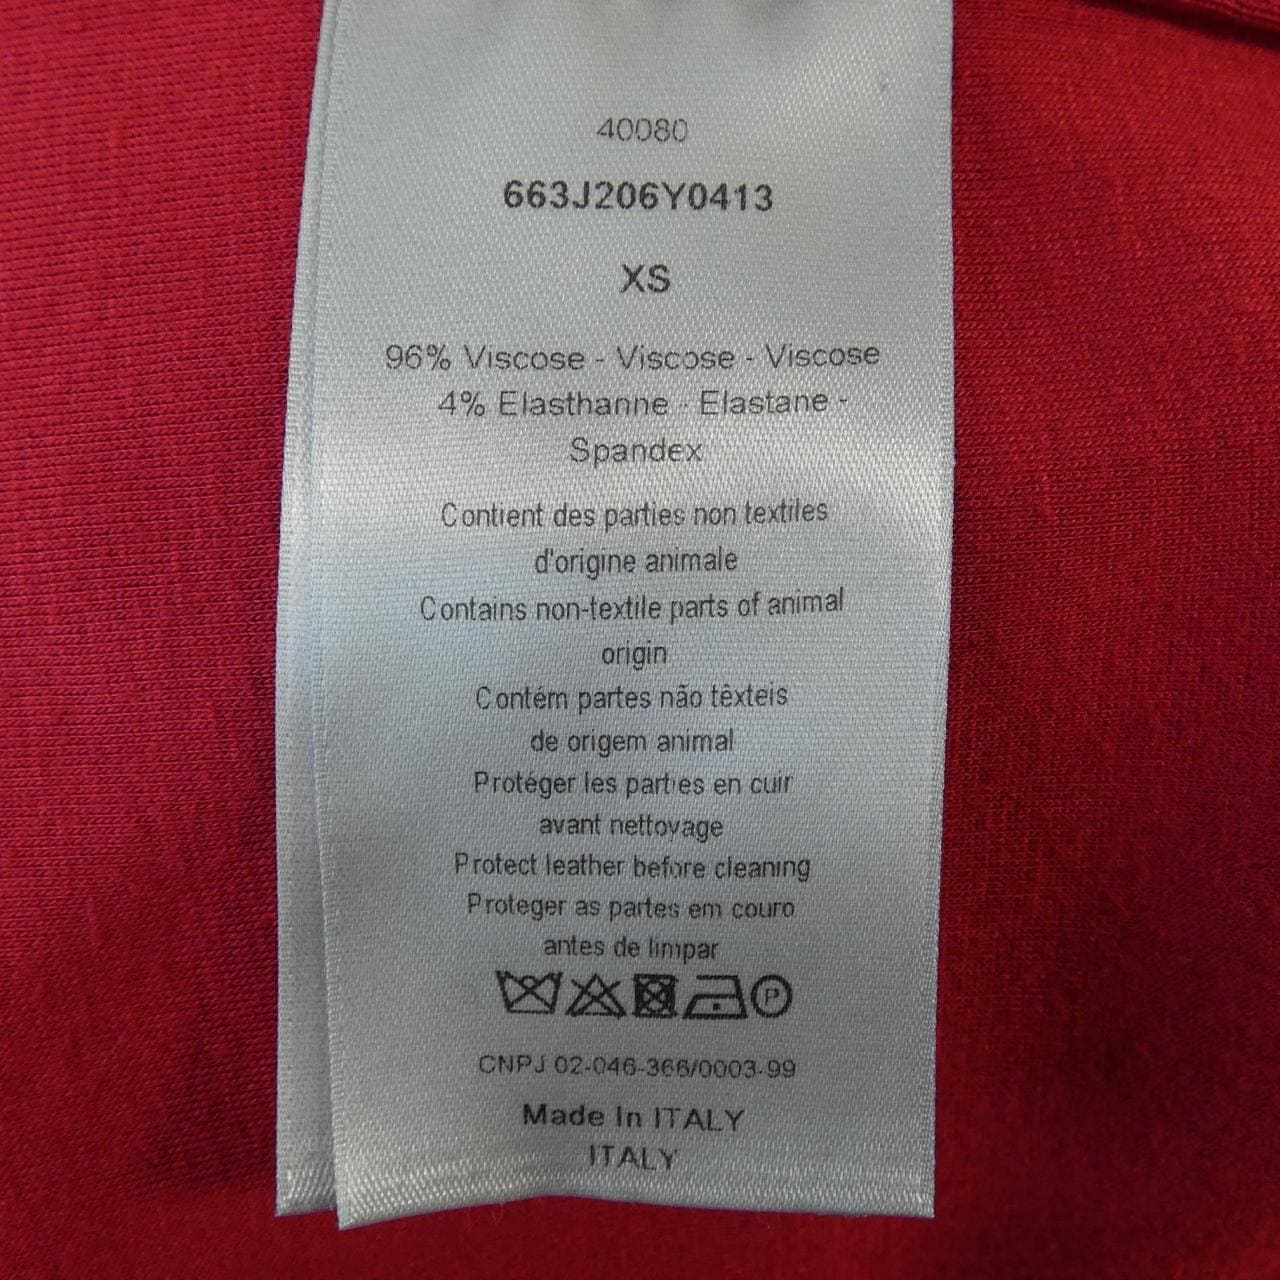 40080
663J206Y0413
XS
96% Viscose - Viscose - Viscose
4% Elasthanne - Elastane -
Spandex
Contient des parties non textiles
d'origine animale
Contains non-textile parts of animal
origin
Contém partes não têxteis
de origem animal
Protéger les parties en cuir
avant nettoyage
Protect leather before cleaning
Proteger as partes em couro
antes de limpar
P
CNPJ 02-046-366/0003-99
Made In ITALY
ITALY